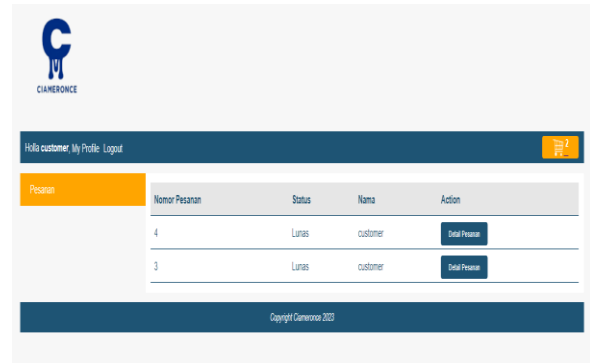 CIAMERONCE
Holla customer, My Profile Logout
2
Pesanan
Nomor Pesanan Status Nama Action
4 Lunas customer Detail Pesanan
3 Lunas customer Detail Pesanan
Copyright Ciameronce 2023